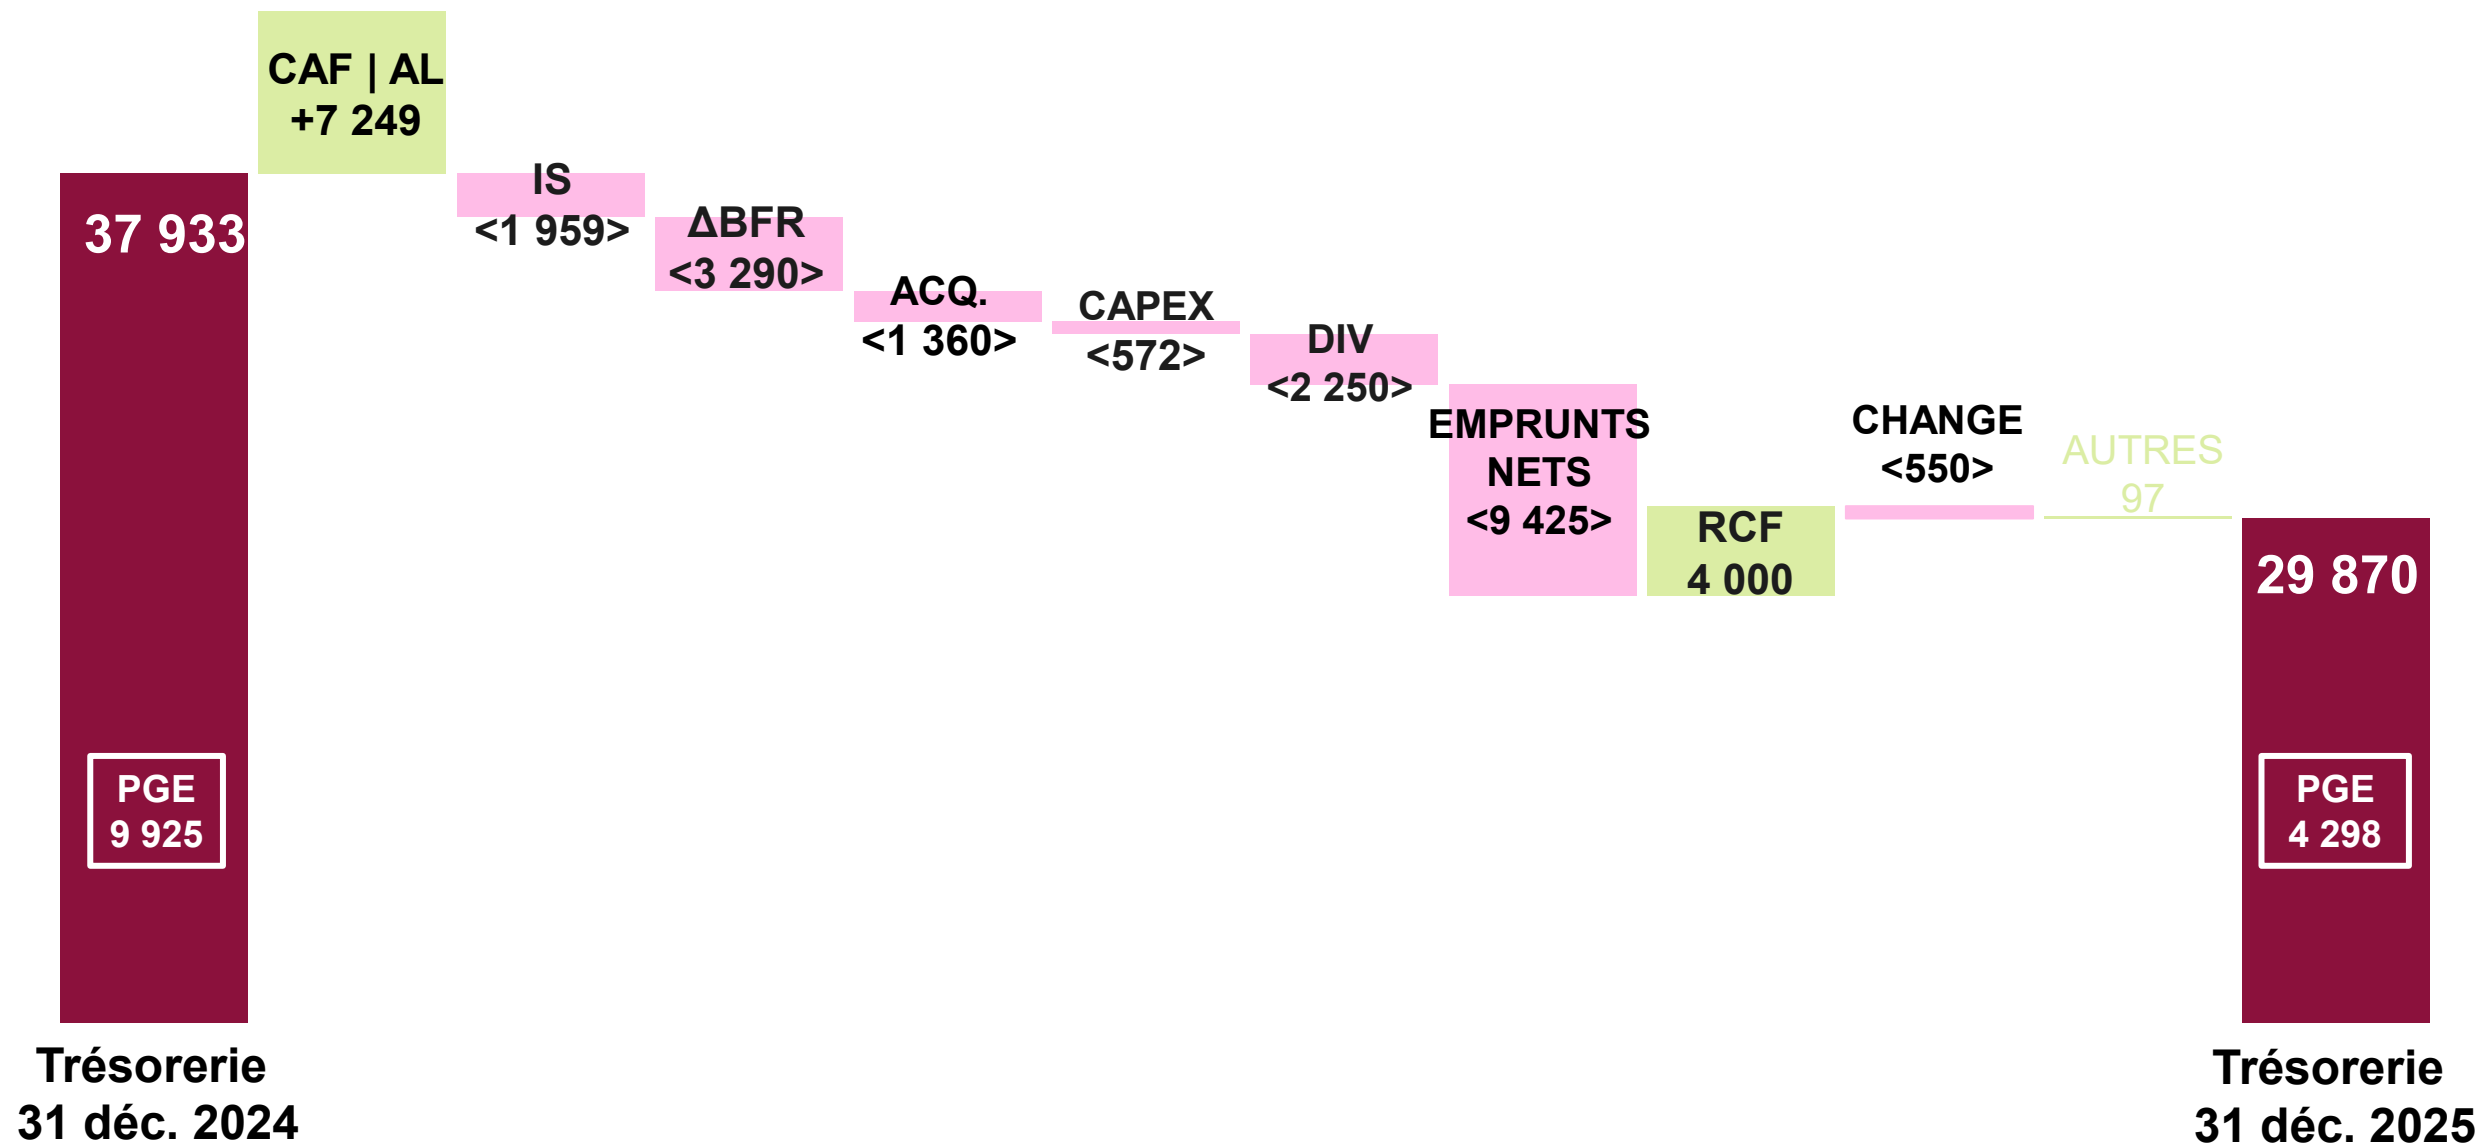 CAF | AL
+7 249
37 933
IS
<1 959>
ΔBFR
<3 290>
ACQ.
<1 360>
CAPEX
<572>
DIV
<2 250>
EMPRUNTS
NETS
<9 425>
RCF
4 000
CHANGE
<550>
AUTRES
97
29 870
PGE
9 925
PGE
4 298
Trésorerie
31 déc. 2024
Trésorerie
31 déc. 2025